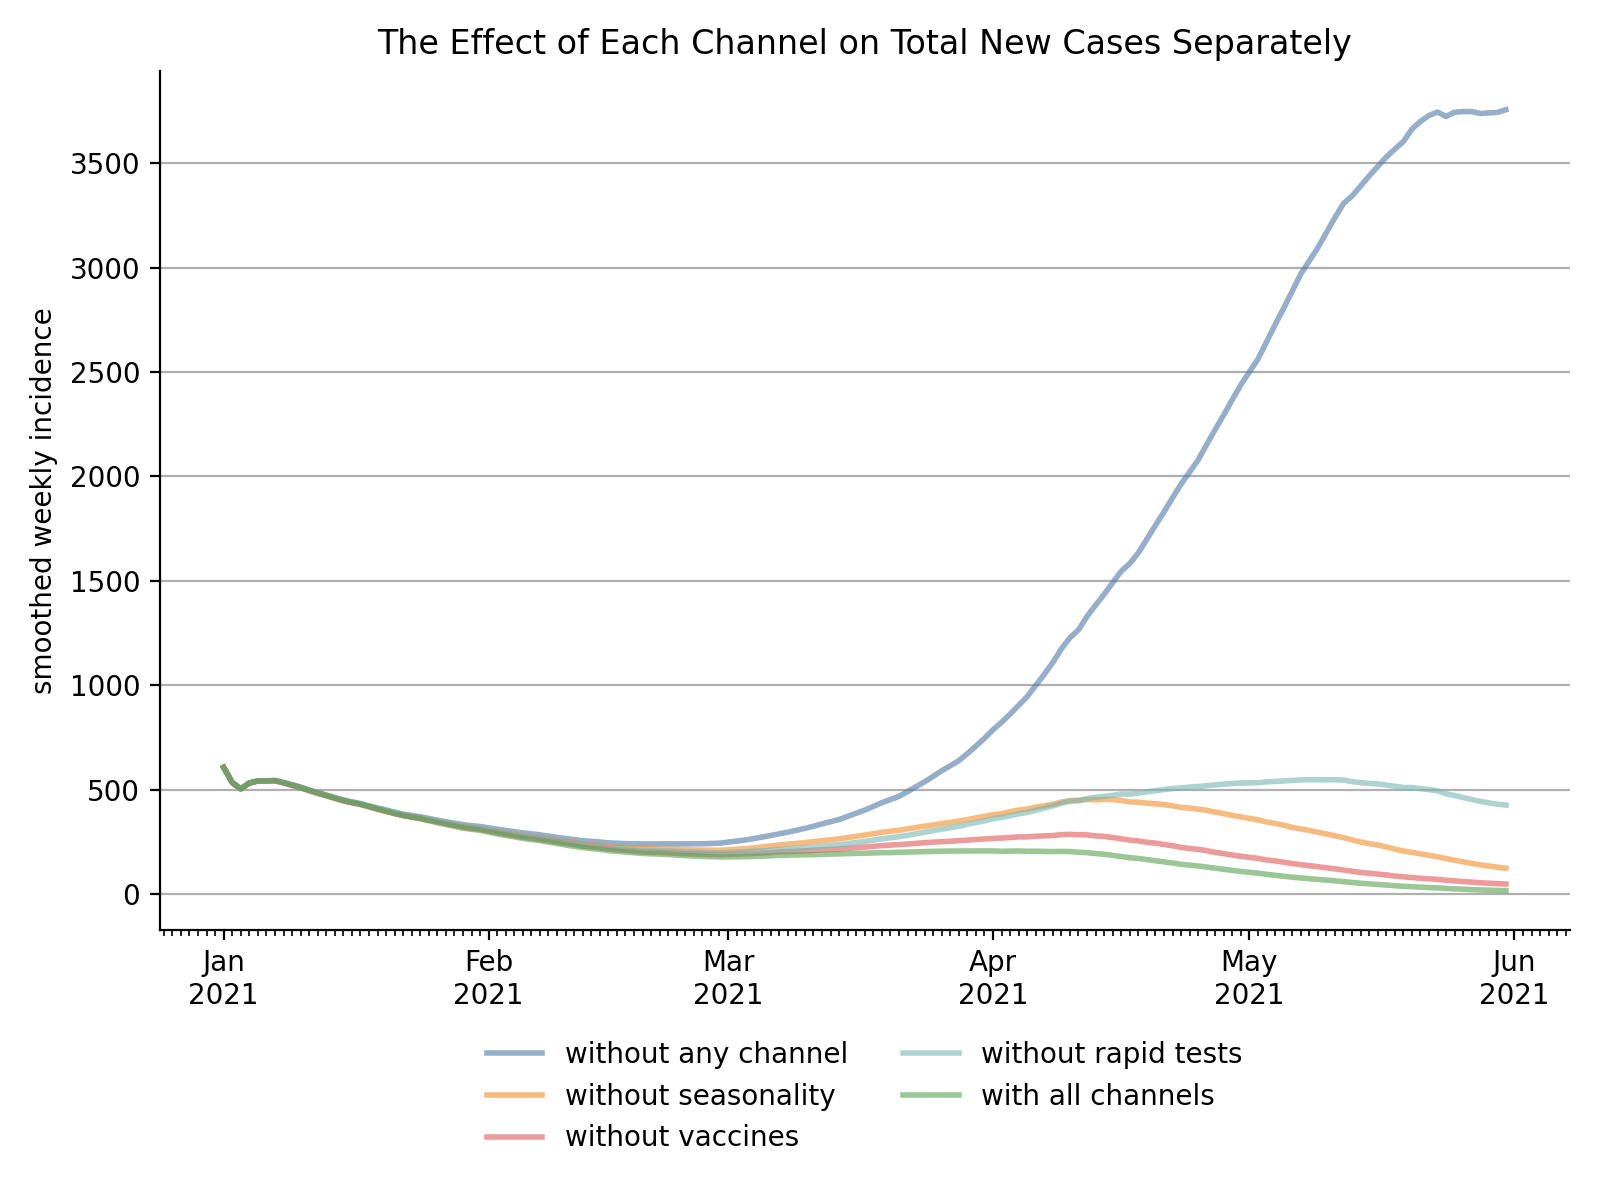 The Effect of Each Channel on Total New Cases Separately
smoothed weekly incidence
3500
3000
2500
2000
1500
1000
500
0
Jan
2021
Feb
2021
Mar
2021
Apr
2021
May
2021
Jun
2021
without any channel
without seasonality
without vaccines
without rapid tests
with all channels